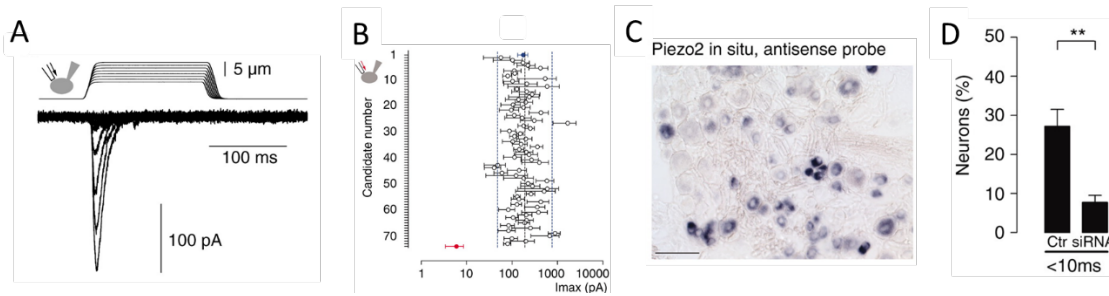 A
5 µm
100 ms
100 pA
B
Candidate number
1
10
20
30
40
50
60
70
1
10
100
1000
10000
Imax (pA)
C
Piezo2 in situ, antisense probe
D
**
Neurons (%)
50
40
30
20
10
0
Ctr siRNA
<10ms